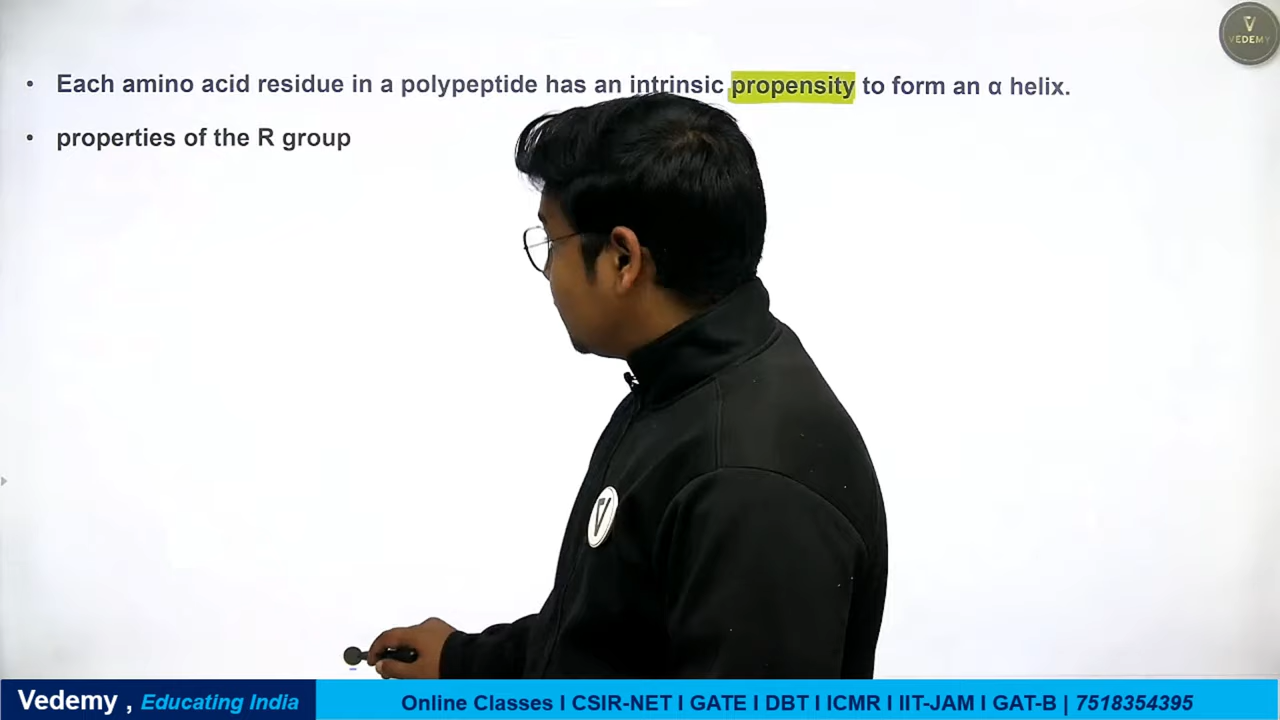 VEDEMY
• Each amino acid residue in a polypeptide has an intrinsic propensity to form an α helix.
• properties of the R group
Vedemy , Educating India
Online Classes I CSIR-NET I GATE I DBT I ICMR I IIT-JAM I GAT-B | 7518354395